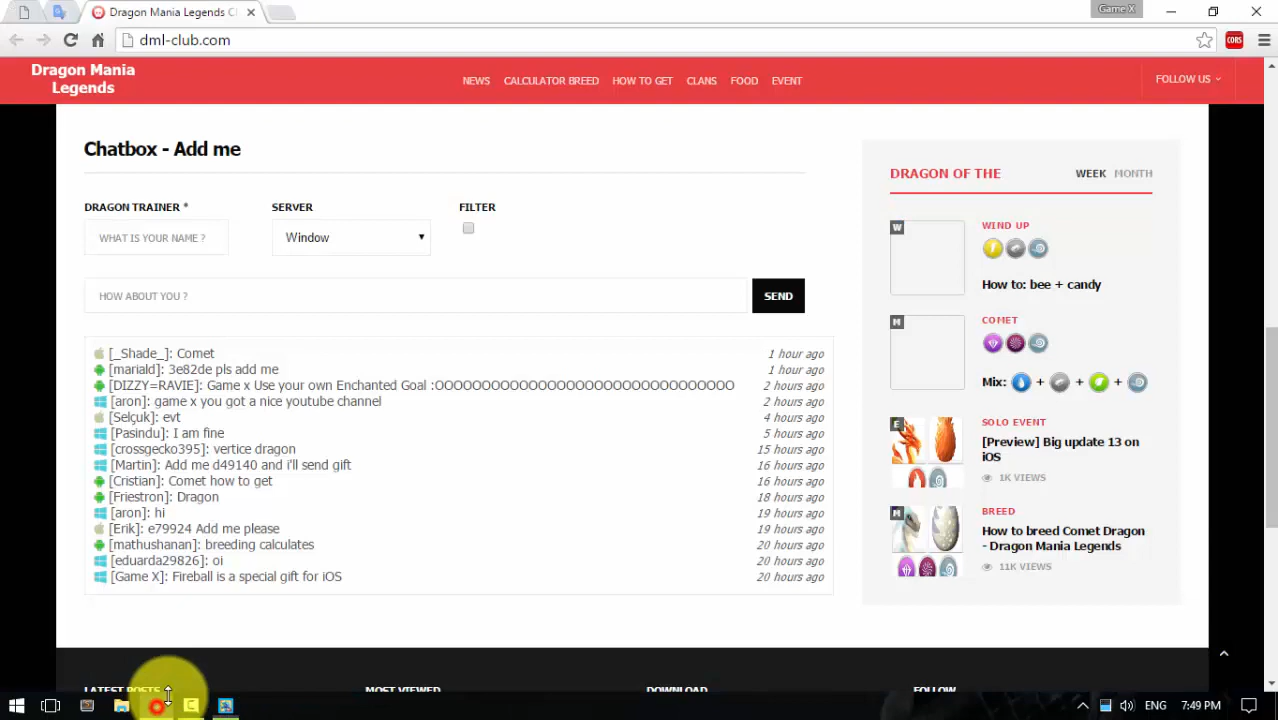 Dragon Mania Legends C
Game X
dml-club.com
CORS
Dragon Mania
Legends
NEWS CALCULATOR BREED HOW TO GET CLANS FOOD EVENT
FOLLOW US
Chatbox - Add me
DRAGON TRAINER * SERVER FILTER
WHAT IS YOUR NAME ? Window
HOW ABOUT YOU ? SEND
[_Shade_]: Comet 1 hour ago
[mariald]: 3e82de pls add me 1 hour ago
[DIZZY=RAVIE]: Game x Use your own Enchanted Goal :OOOOOOOOOOOOOOOOOOOOOOOOOOOOOOOO 2 hours ago
[aron]: game x you got a nice youtube channel 2 hours ago
[Selçuk]: evt 4 hours ago
[Pasindu]: I am fine 5 hours ago
[crossgecko395]: vertice dragon 15 hours ago
[Martin]: Add me d49140 and i'll send gift 16 hours ago
[Cristian]: Comet how to get 16 hours ago
[Friestron]: Dragon 18 hours ago
[aron]: hi 19 hours ago
[Erik]: e79924 Add me please 19 hours ago
[mathushanan]: breeding calculates 20 hours ago
[eduarda29826]: oi 20 hours ago
[Game X]: Fireball is a special gift for iOS 20 hours ago
DRAGON OF THE WEEK MONTH
W
WIND UP
How to: bee + candy
M
COMET
Mix: + + +
E
SOLO EVENT
[Preview] Big update 13 on
iOS
1K VIEWS
M
BREED
How to breed Comet Dragon
- Dragon Mania Legends
11K VIEWS
LATEST POSTS MOST VIEWED DOWNLOAD FOLLOW
ENG 7:49 PM